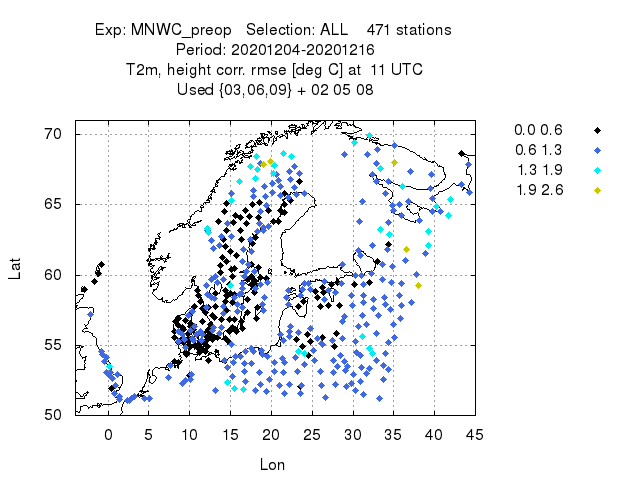 Exp: MNWC_preop Selection: ALL 471 stations
Period: 20201204-20201216
T2m, height corr. rmse [deg C] at 11 UTC
Used {03,06,09} + 02 05 08
0.0 0.6
0.6 1.3
1.3 1.9
1.9 2.6
70
65
60
55
50
Lat
0 5 10 15 20 25 30 35 40 45
Lon